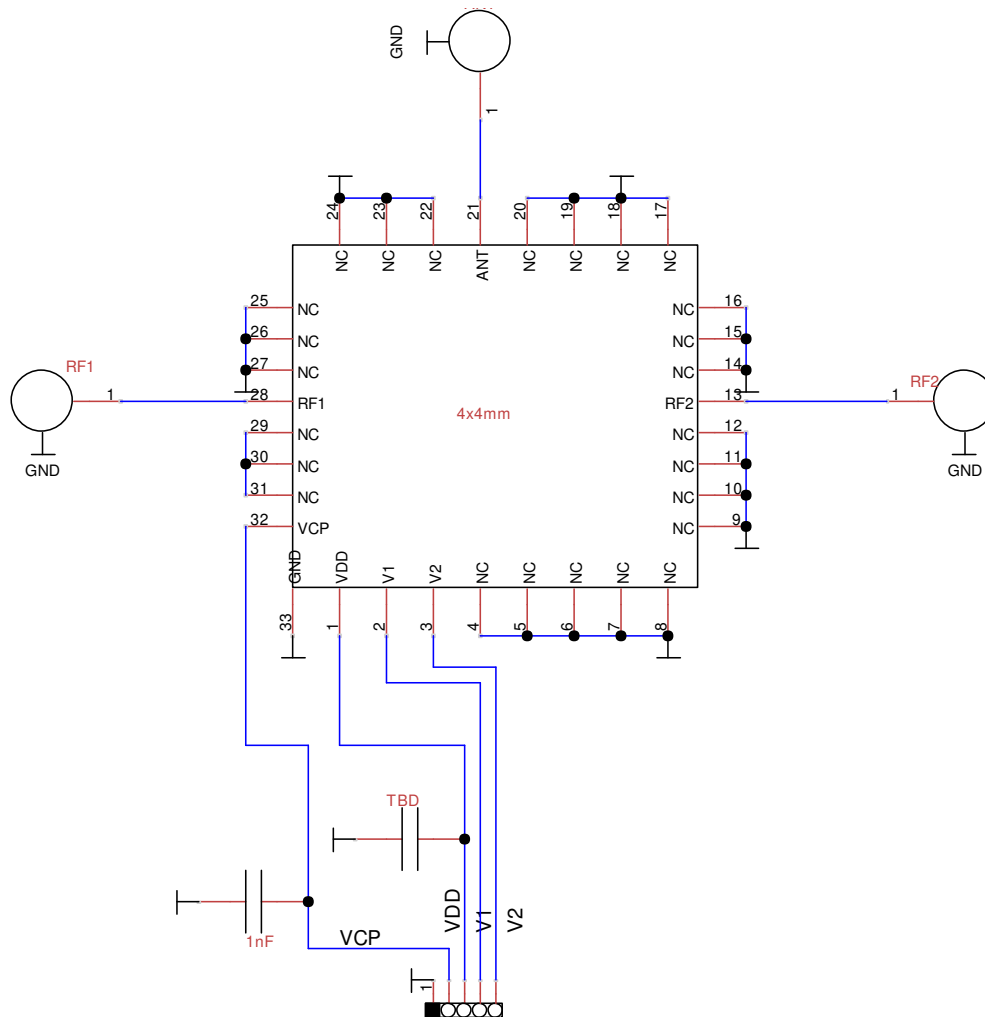 GND
1
24
23
22
21
20
19
18
17
NC
NC
NC
ANT
NC
NC
NC
NC
25
NC
NC
16
26
NC
NC
15
27
NC
NC
14
RF1
1
28
RF1
4x4mm
RF2
13
1
RF2
GND
29
NC
NC
12
GND
30
NC
NC
11
31
NC
NC
10
32
VCP
NC
9
GND
VDD
V1
V2
NC
NC
NC
NC
NC
33
1
2
3
4
5
6
7
8
TBD
1nF
VCP
VDD
V1
V2
1